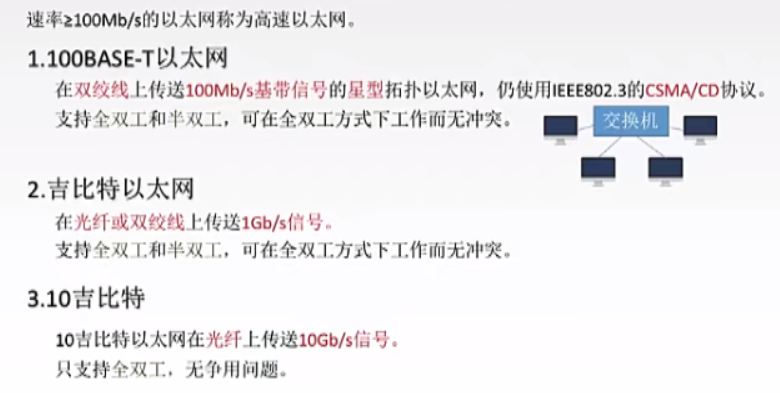 速率≥100Mb/s的以太网称为高速以太网。
1.100BASE-T以太网
在双绞线上传送100Mb/s基带信号的星型拓扑以太网，仍使用IEEE802.3的CSMA/CD协议。
支持全双工和半双工，可在全双工方式下工作而无冲突。
交换机
2.吉比特以太网
在光纤或双绞线上传送1Gb/s信号。
支持全双工和半双工，可在全双工方式下工作而无冲突。
3.10吉比特
10吉比特以太网在光纤上传送10Gb/s信号。
只支持全双工，无争用问题。